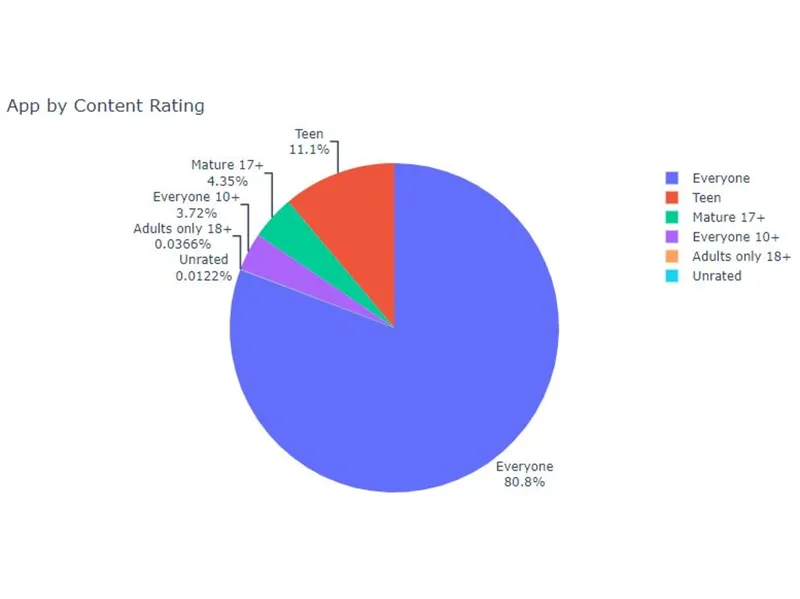 App by Content Rating
Teen
11.1%
Mature 17+
4.35%
Everyone 10+
3.72%
Adults only 18+
0.0366%
Unrated
0.0122%
Everyone
80.8%
Everyone
Teen
Mature 17+
Everyone 10+
Adults only 18+
Unrated